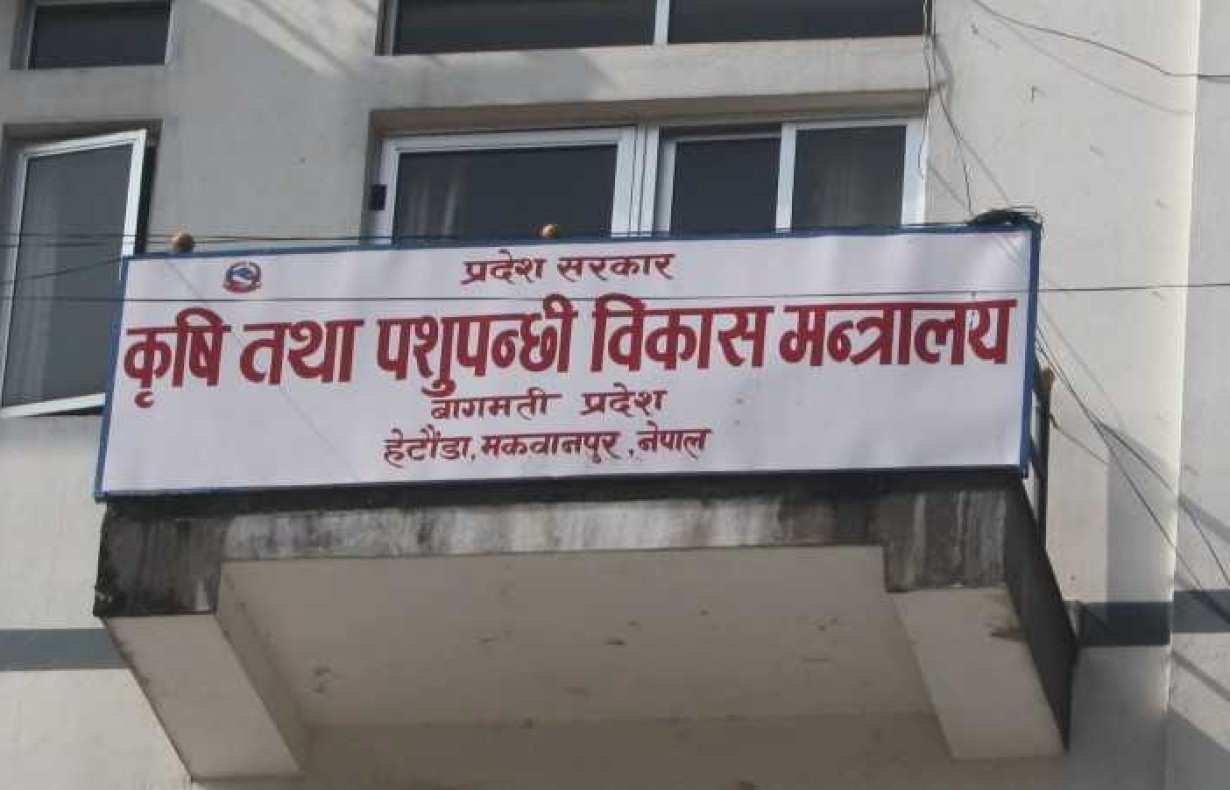 प्रदेश सरकार
कृषि तथा पशुपन्छी विकास मन्त्रालय
बागमती प्रदेश
हेटौंडा, मकवानपुर, नेपाल